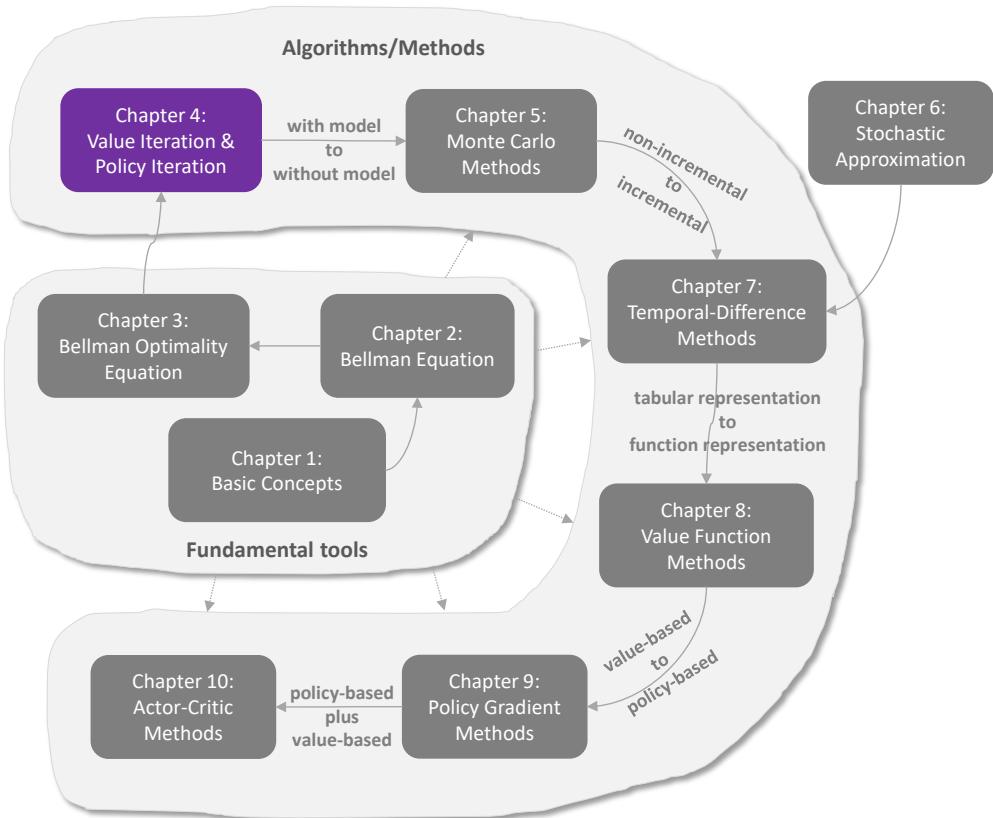 Algorithms/Methods
Chapter 4:
Value Iteration &
Policy Iteration
with model
to
without model
Chapter 5:
Monte Carlo
Methods
non-incremental
to
incremental
Chapter 6:
Stochastic
Approximation
Chapter 3:
Bellman Optimality
Equation
Chapter 2:
Bellman Equation
Chapter 7:
Temporal-Difference
Methods
Chapter 1:
Basic Concepts
tabular representation
to
function representation
Fundamental tools
Chapter 8:
Value Function
Methods
value-based
to
policy-based
Chapter 10:
Actor-Critic
Methods
policy-based
plus
value-based
Chapter 9:
Policy Gradient
Methods